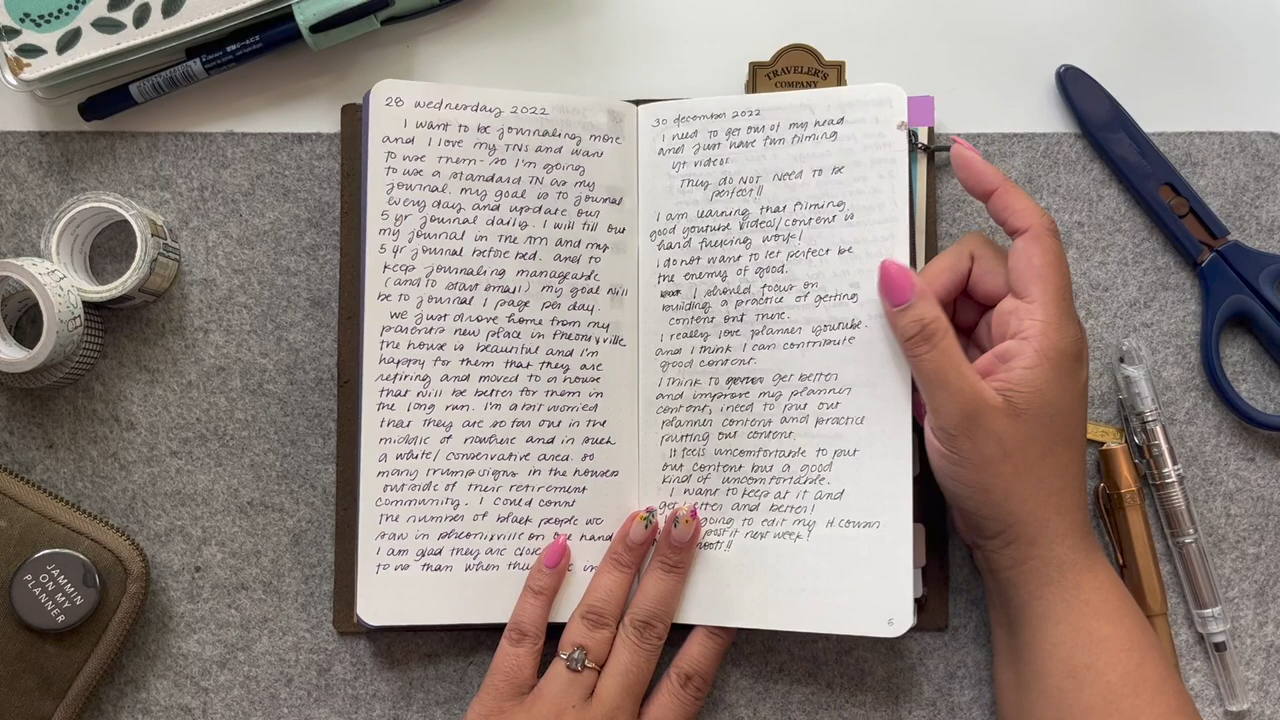 TRAVELER'S
COMPANY
28 wednesday 2022
I want to be journaling more
and I love my TNs and want
to use them - so I'm going
to use a standard TN as my
journal. my goal is to journal
every day and update our
5 yr journal daily. I will fill out
my journal in the AM and my
5 yr journal before bed. and to
keep journaling manageable
(and to start small) my goal will
be to journal 1 page per day.
we just drove home from my
parents new place in
the house is beautiful and I'm
happy for them that they are
retiring and moved to a house
that will be better for them in
the long run. I'm a bit worried
that they are so far out in the
middle of nowhere and in such
a white/conservative area. so
many trump signs in the houses
outside of their retirement
community. I could count
the number of black people we
saw in phoenixville on one hand
I am glad they are close
to us than when they in
30 december 2022
I need to get out of my head
and just have fun filming
yt videos
They do NOT NEED to be
perfect!!
I am learning that filming
good youtube videos/content is
hard fucking work!
I do not want to let perfect be
the enemy of good.
I should focus on
building a practice of getting
content out there.
I really love planner youtube.
and I think I can contribute
good content.
I think to get better
and improve my planner
content, i need to put out
planner content and practice
putting out content.
It feels uncomfortable to put
out content but a good
kind of uncomfortable.
I want to keep at it and
get better and better!
going to edit my H. Cowan
post it next week!
5
JAMMIN
ON MY
PLANNER